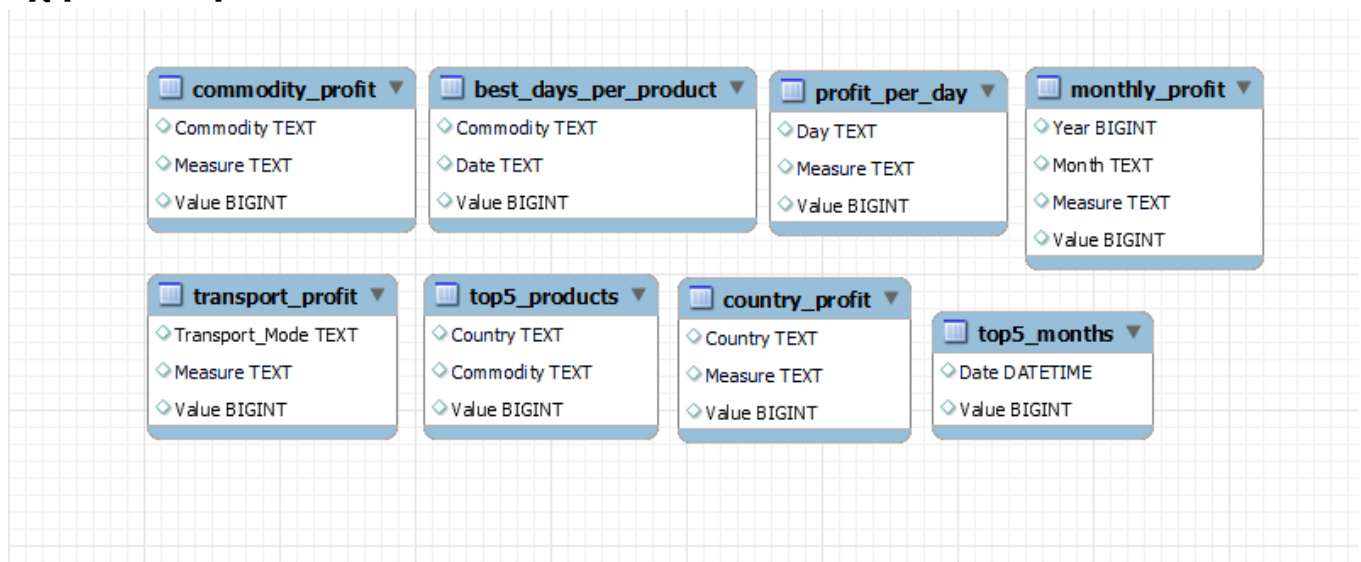 commodity_profit
Commodity TEXT
Measure TEXT
Value BIGINT
best_days_per_product
Commodity TEXT
Date TEXT
Value BIGINT
profit_per_day
Day TEXT
Measure TEXT
Value BIGINT
monthly_profit
Year BIGINT
Month TEXT
Measure TEXT
Value BIGINT
transport_profit
Transport_Mode TEXT
Measure TEXT
Value BIGINT
top5_products
Country TEXT
Commodity TEXT
Value BIGINT
country_profit
Country TEXT
Measure TEXT
Value BIGINT
top5_months
Date DATETIME
Value BIGINT